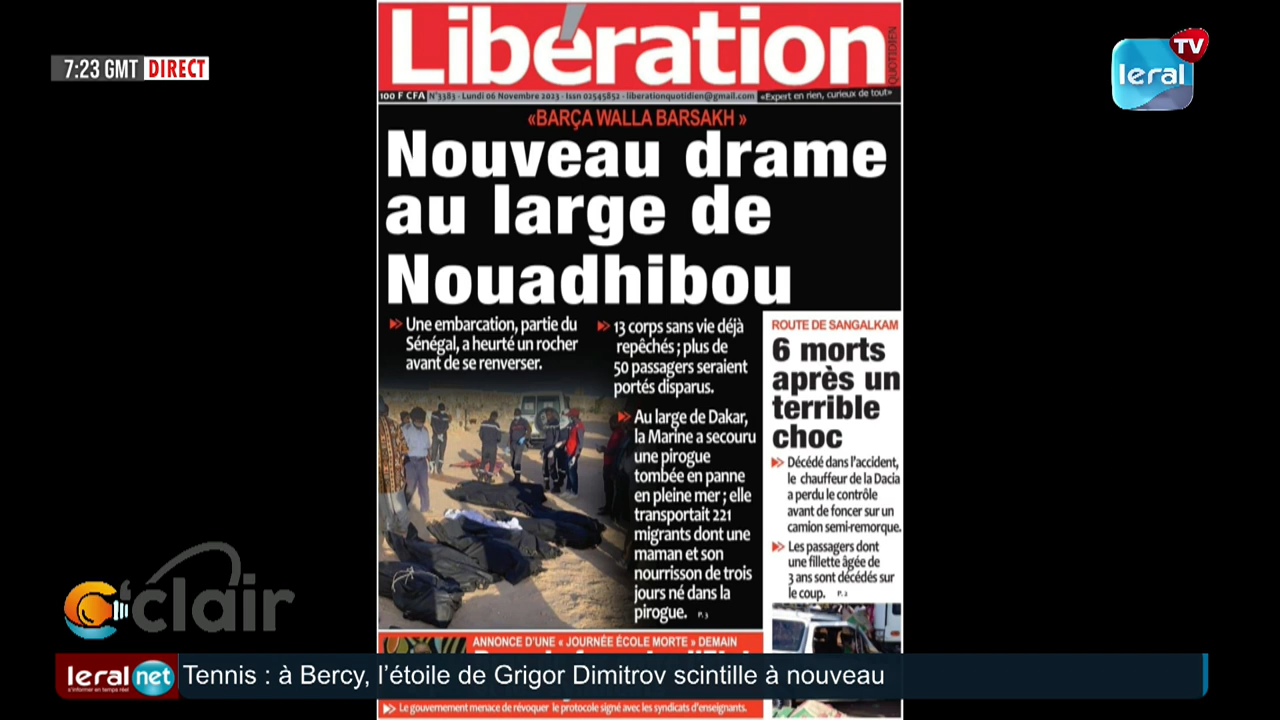 7:23 GMT DIRECT
leral TV
Libération
QUOTIDIEN
100 F CFA N°3383 - Lundi 06 Novembre 2023 - Issn 02545852 - liberationquotidien@gmail.com «Expert en rien, curieux de tout»
«BARÇA WALLA BARSAKH »
Nouveau drame
au large de
Nouadhibou
Une embarcation, partie du
Sénégal, a heurté un rocher
avant de se renverser.
13 corps sans vie déjà
repêchés ; plus de
50 passagers seraient
portés disparus.
Au large de Dakar,
la Marine a secouru
une pirogue
tombée en panne
en pleine mer ; elle
transportait 221
migrants dont une
maman et son
nourrisson de trois
jours né dans la
pirogue. P. 3
ROUTE DE SANGALKAM
6 morts
après un
terrible
choc
Décédé dans l'accident,
le chauffeur de la Dacia
a perdu le contrôle
avant de foncer sur un
camion semi-remorque.
Les passagers dont
une fillette âgée de
3 ans sont décédés sur
le coup. P. 2
C'clair
ANNONCE D'UNE « JOURNÉE ÉCOLE MORTE » DEMAIN
leral net
s'informer en temps réel
Tennis : à Bercy, l'étoile de Grigor Dimitrov scintille à nouveau
Le gouvernement menace de révoquer le protocole signé avec les syndicats d'enseignants.